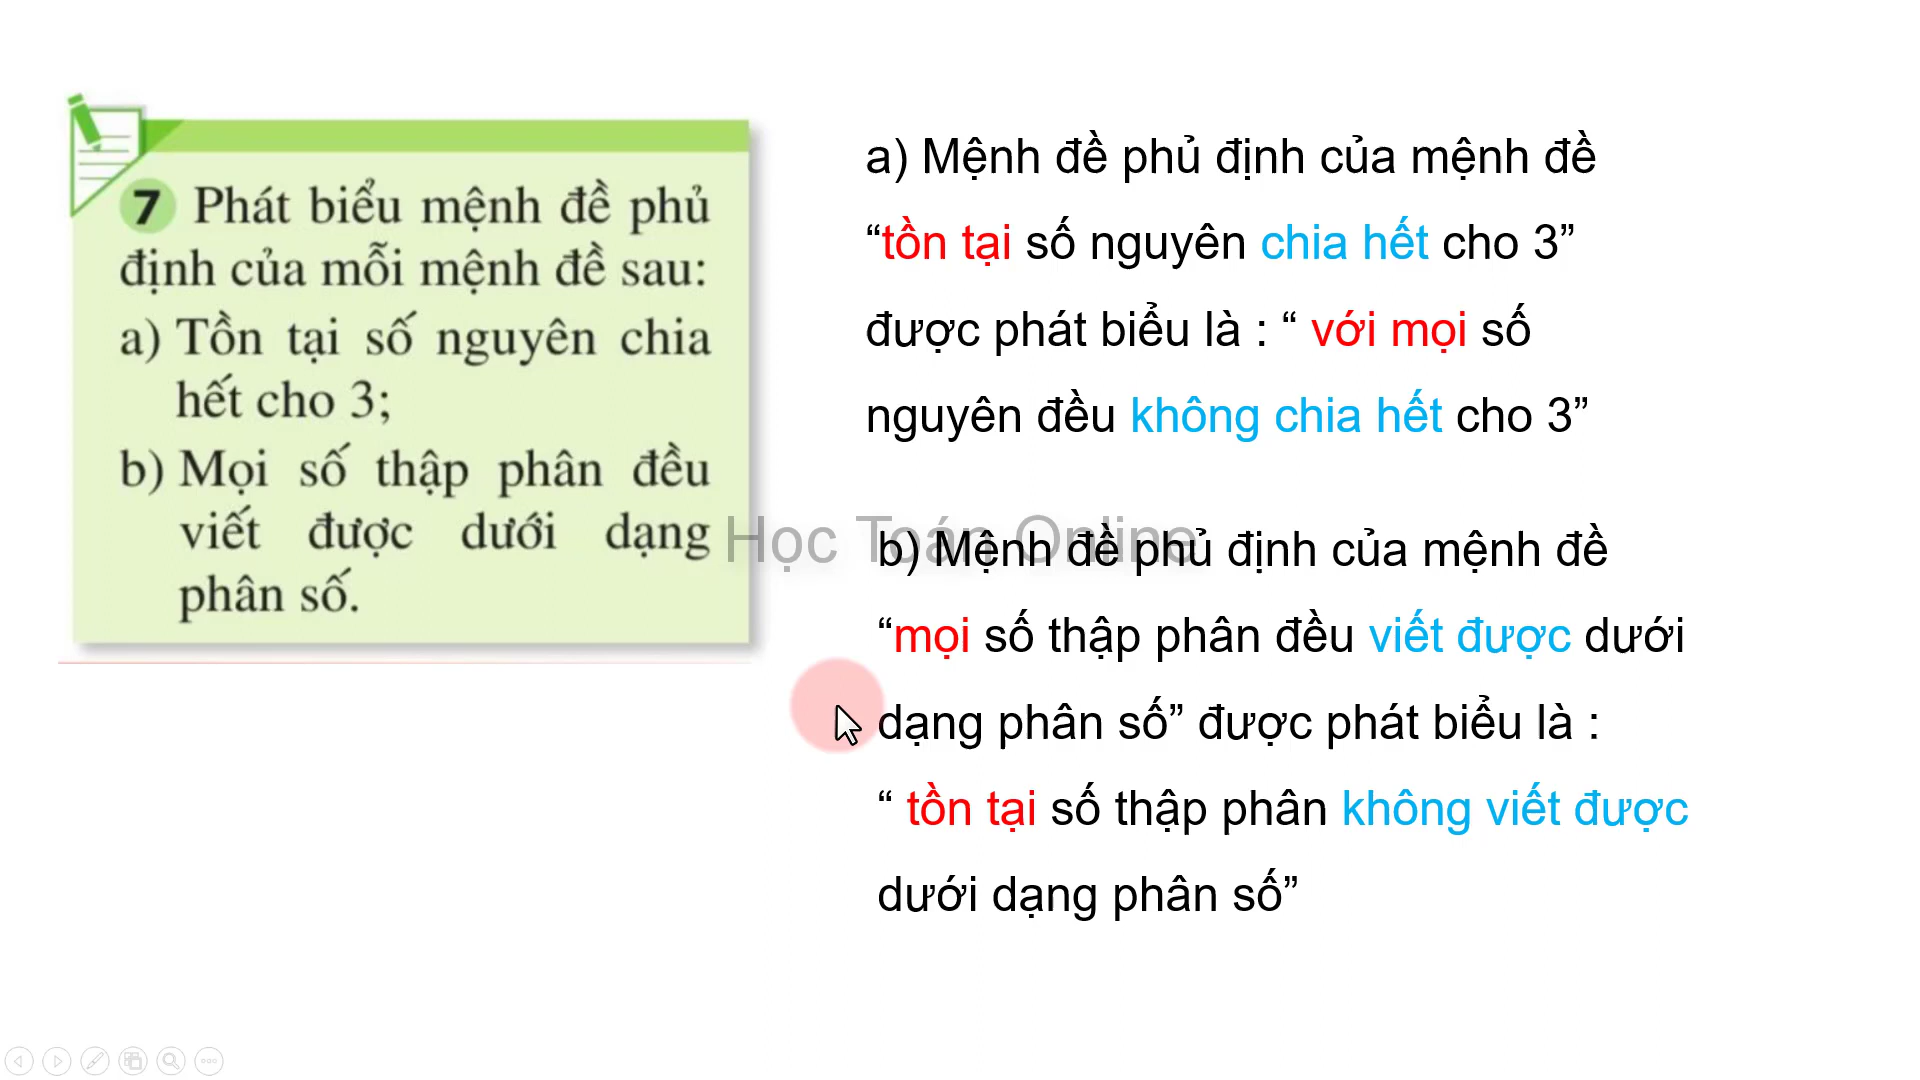 7 Phát biểu mệnh đề phủ
định của mỗi mệnh đề sau:
a) Tồn tại số nguyên chia
hết cho 3;
b) Mọi số thập phân đều
viết được dưới dạng
phân số.
a) Mệnh đề phủ định của mệnh đề
“tồn tại số nguyên chia hết cho 3”
được phát biểu là : “ với mọi số
nguyên đều không chia hết cho 3”
Học Toán Online
b) Mệnh đề phủ định của mệnh đề
“mọi số thập phân đều viết được dưới
dạng phân số” được phát biểu là :
“ tồn tại số thập phân không viết được
dưới dạng phân số”